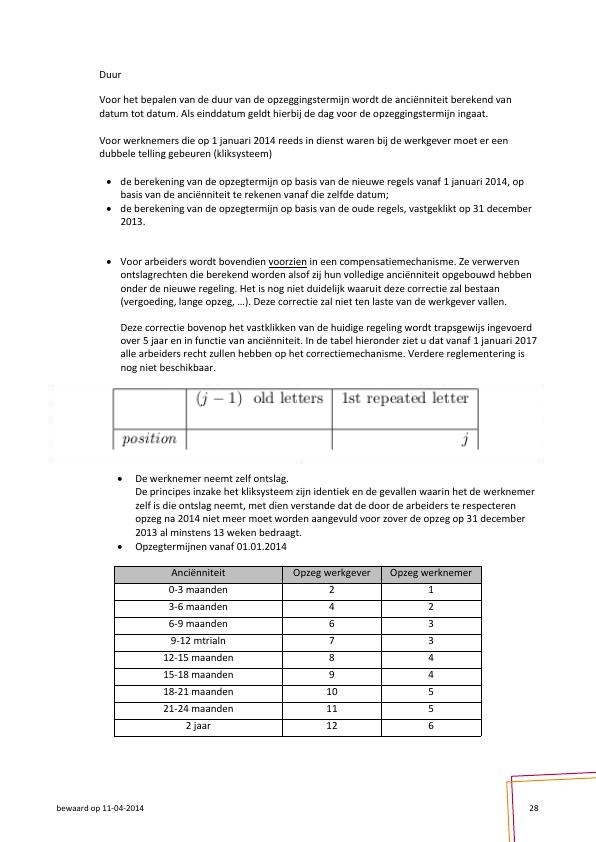 Duur
Voor het bepalen van de duur van de opzeggingstermijn wordt de anciënniteit berekend van
datum tot datum. Als einddatum geldt hierbij de dag voor de opzeggingstermijn ingaat.
Voor werknemers die op 1 januari 2014 reeds in dienst waren bij de werkgever moet er een
dubbele telling gebeuren (kliksysteem)
• de berekening van de opzegtermijn op basis van de nieuwe regels vanaf 1 januari 2014, op
basis van de anciënniteit te rekenen vanaf die zelfde datum;
• de berekening van de opzegtermijn op basis van de oude regels, vastgeklikt op 31 december
2013.
• Voor arbeiders wordt bovendien voorzien in een compensatiemechanisme. Ze verwerven
ontslagrechten die berekend worden alsof zij hun volledige anciënniteit opgebouwd hebben
onder de nieuwe regeling. Het is nog niet duidelijk waaruit deze correctie zal bestaan
(vergoeding, lange opzeg, …). Deze correctie zal niet ten laste van de werkgever vallen.
Deze correctie bovenop het vastklikken van de huidige regeling wordt trapsgewijs ingevoerd
over 5 jaar en in functie van anciënniteit. In de tabel hieronder ziet u dat vanaf 1 januari 2017
alle arbeiders recht zullen hebben op het correctiemechanisme. Verdere reglementering is
nog niet beschikbaar.
(j − 1) old letters 1st repeated letter
position j
• De werknemer neemt zelf ontslag.
De principes inzake het kliksysteem zijn identiek en de gevallen waarin het de werknemer
zelf is die ontslag neemt, met dien verstande dat de door de arbeiders te respecteren
opzeg na 2014 niet meer moet worden aangevuld voor zover de opzeg op 31 december
2013 al minstens 13 weken bedraagt.
• Opzegtermijnen vanaf 01.01.2014
Anciënniteit Opzeg werkgever Opzeg werknemer
0-3 maanden 2 1
3-6 maanden 4 2
6-9 maanden 6 3
9-12 mtrialn 7 3
12-15 maanden 8 4
15-18 maanden 9 4
18-21 maanden 10 5
21-24 maanden 11 5
2 jaar 12 6
bewaard op 11-04-2014 28